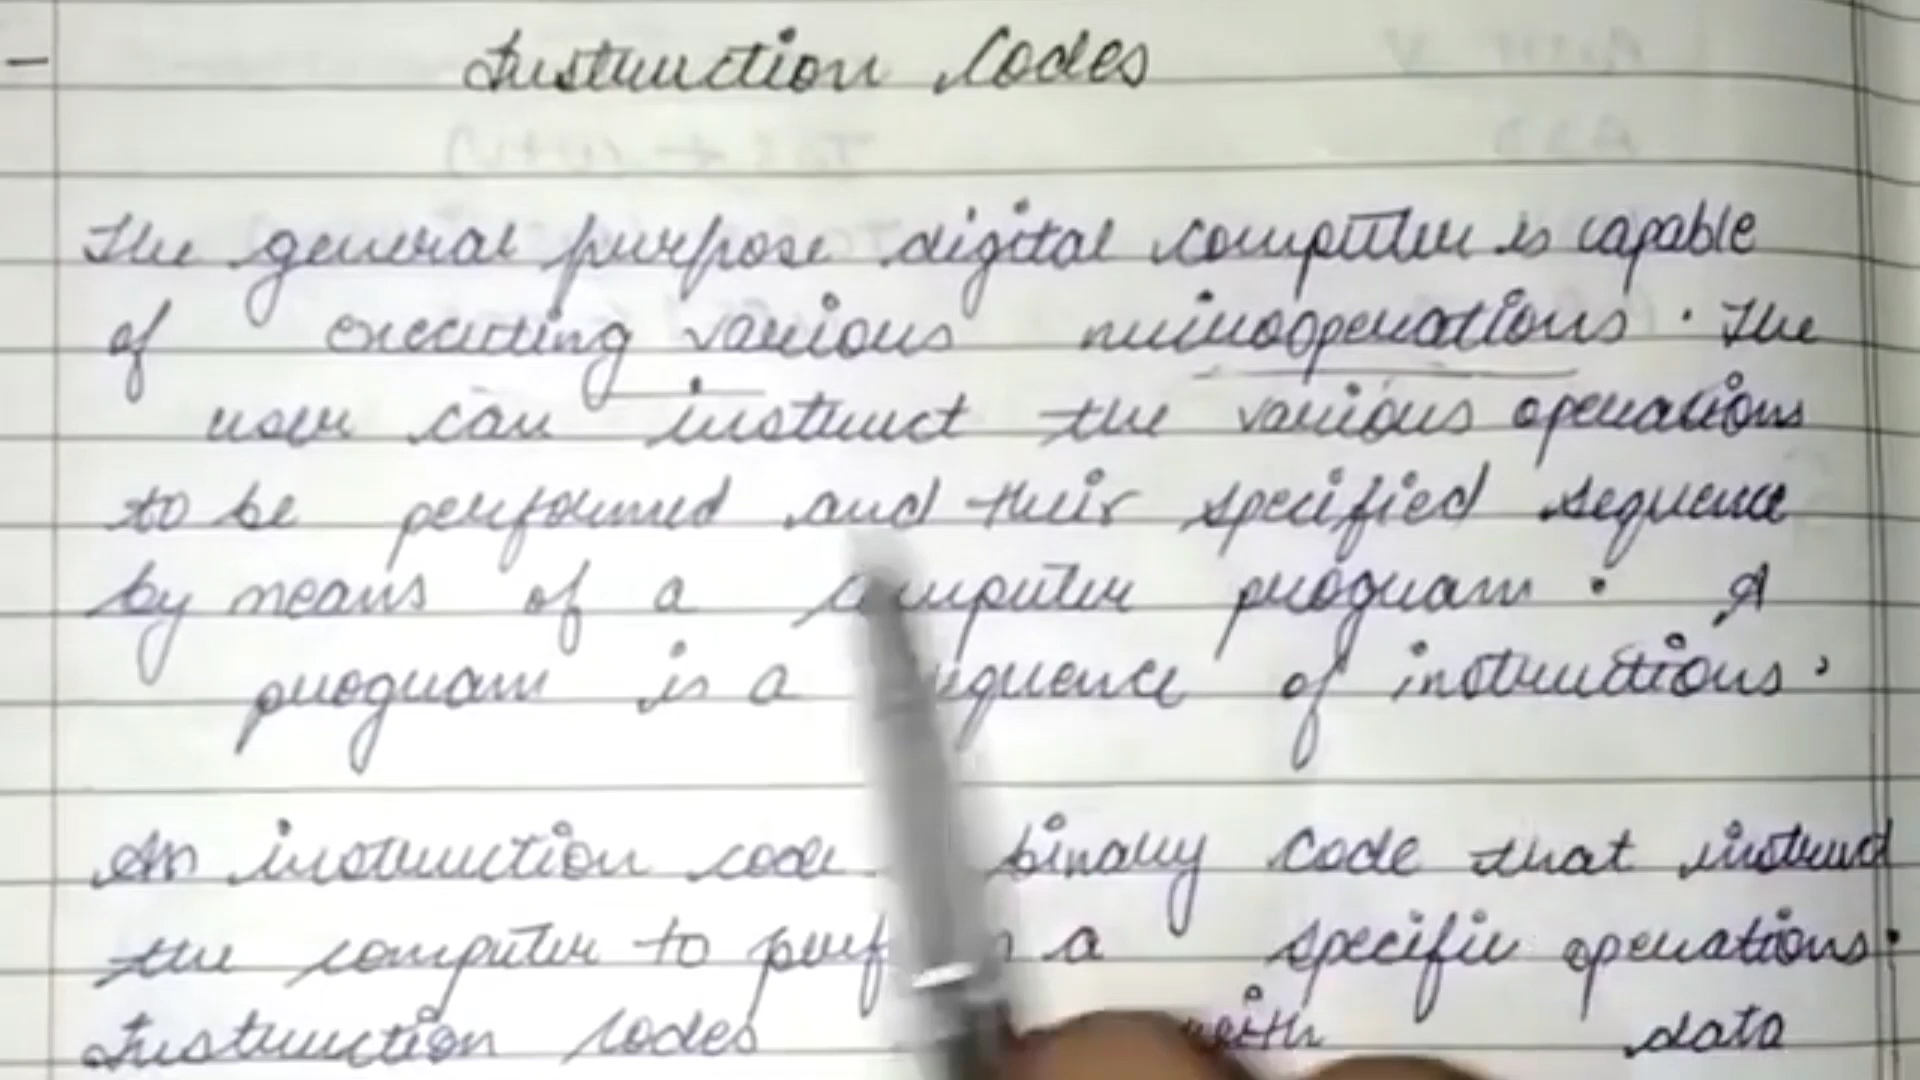 Instruction Codes
The general purpose digital computer is capable
of executing various microoperations. The
user can instruct the various operations
to be performed and their specified sequence
by means of a computer program. A
program is a sequence of instructions.
An instruction code binary code that instruct
the computer to a specific operations.
Instruction codes with data